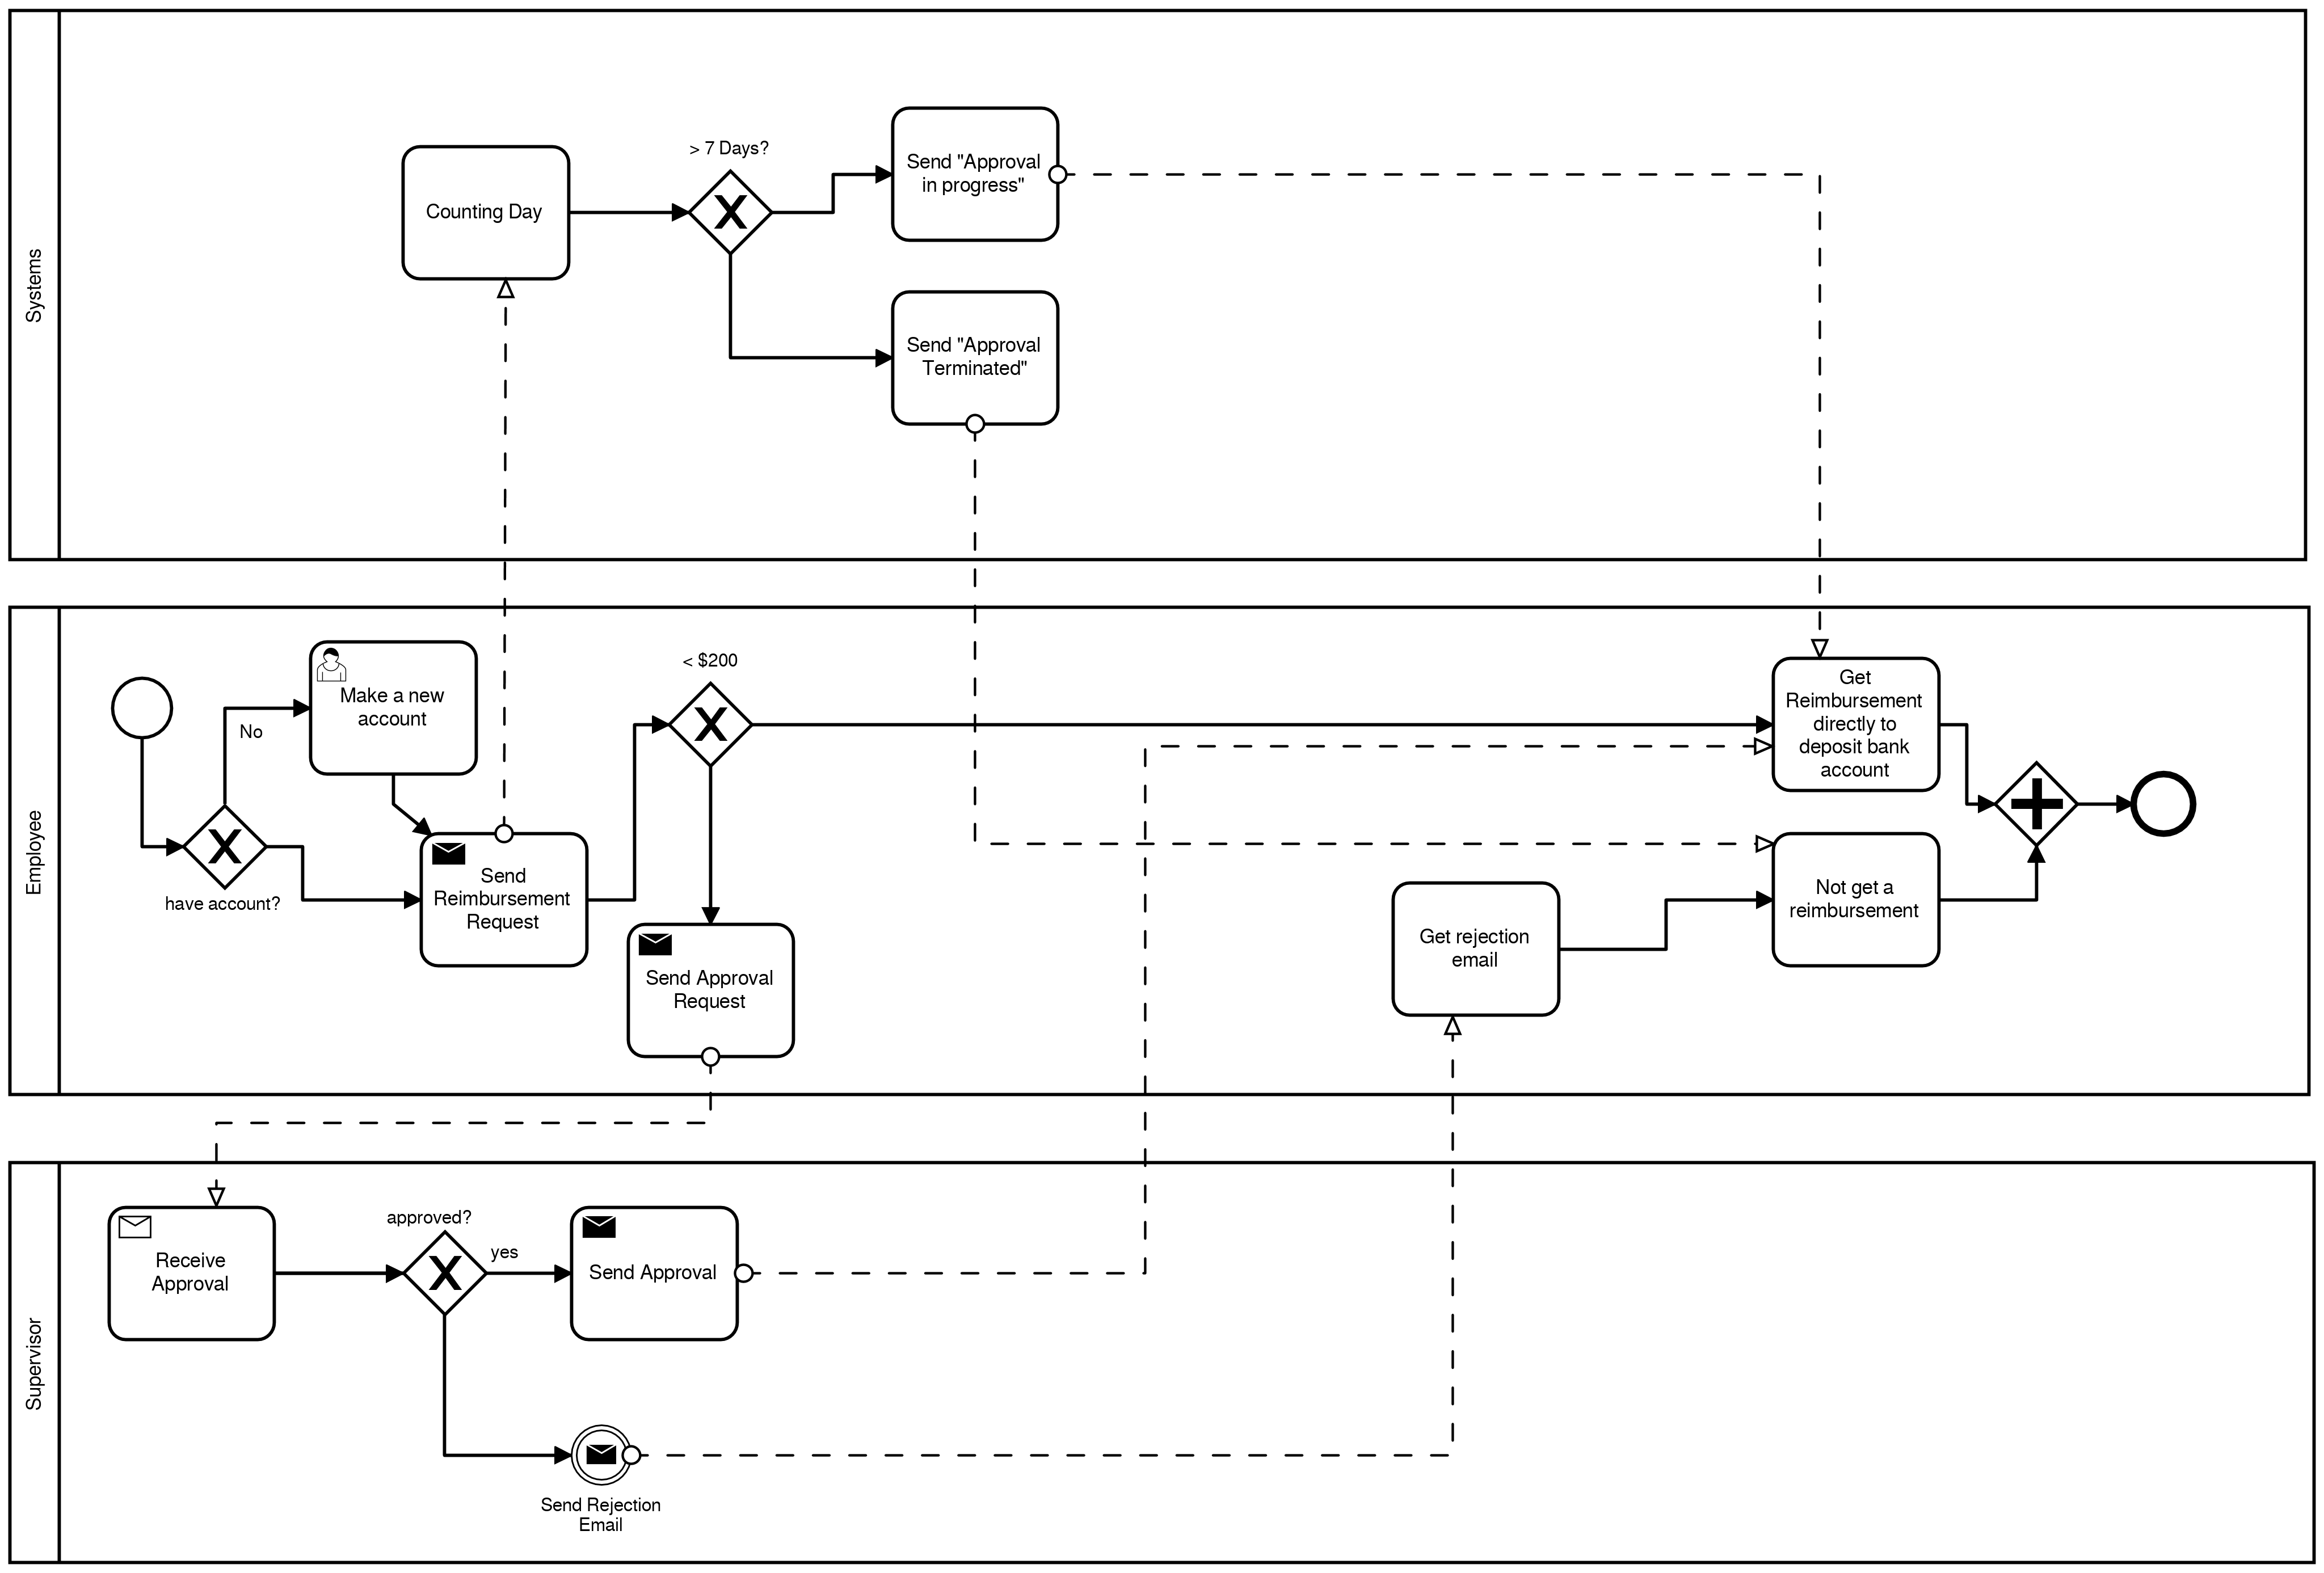 Systems
Counting Day
> 7 Days?
Send "Approval
in progress"
Send "Approval
Terminated"
Employee
have account?
No
Make a new
account
Send
Reimbursement
Request
< $200
Send Approval
Request
Get rejection
email
Get
Reimbursement
directly to
deposit bank
account
Not get a
reimbursement
Supervisor
Receive
Approval
approved?
yes
Send Approval
Send Rejection
Email